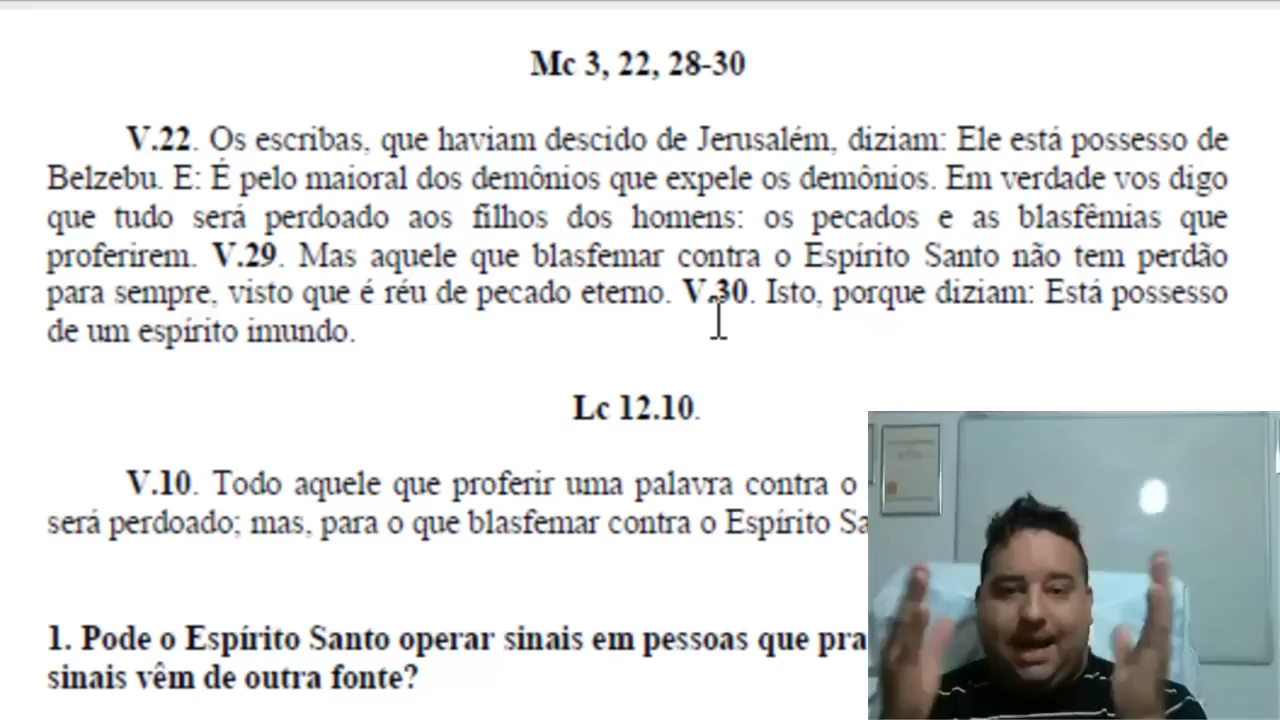 Mc 3, 22, 28-30
V.22. Os escribas, que haviam descido de Jerusalém, diziam: Ele está possesso de
Belzebu. E: É pelo maioral dos demônios que expele os demônios. Em verdade vos digo
que tudo será perdoado aos filhos dos homens: os pecados e as blasfêmias que
proferirem. V.29. Mas aquele que blasfemar contra o Espírito Santo não tem perdão
para sempre, visto que é réu de pecado eterno. V.30. Isto, porque diziam: Está possesso
de um espírito imundo.
Lc 12.10.
V.10. Todo aquele que proferir uma palavra contra o
será perdoado; mas, para o que blasfemar contra o Espírito Sa
1. Pode o Espírito Santo operar sinais em pessoas que pra
sinais vêm de outra fonte?